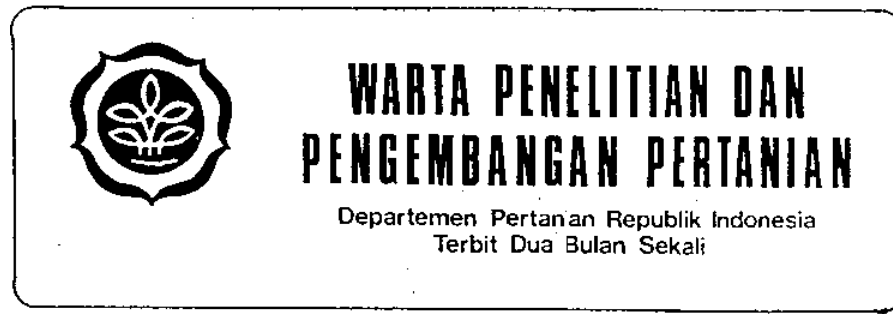 WARTA PENELITIAN DAN
PENGEMBANGAN PERTANIAN
Departemen Pertanian Republik Indonesia
Terbit Dua Bulan Sekali